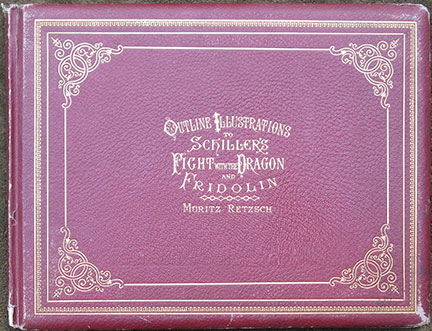 OUTLINE ILLUSTRATIONS
TO
SCHILLER'S
FIGHT WITH THE DRAGON
AND
FRIDOLIN
MORITZ RETZSCH